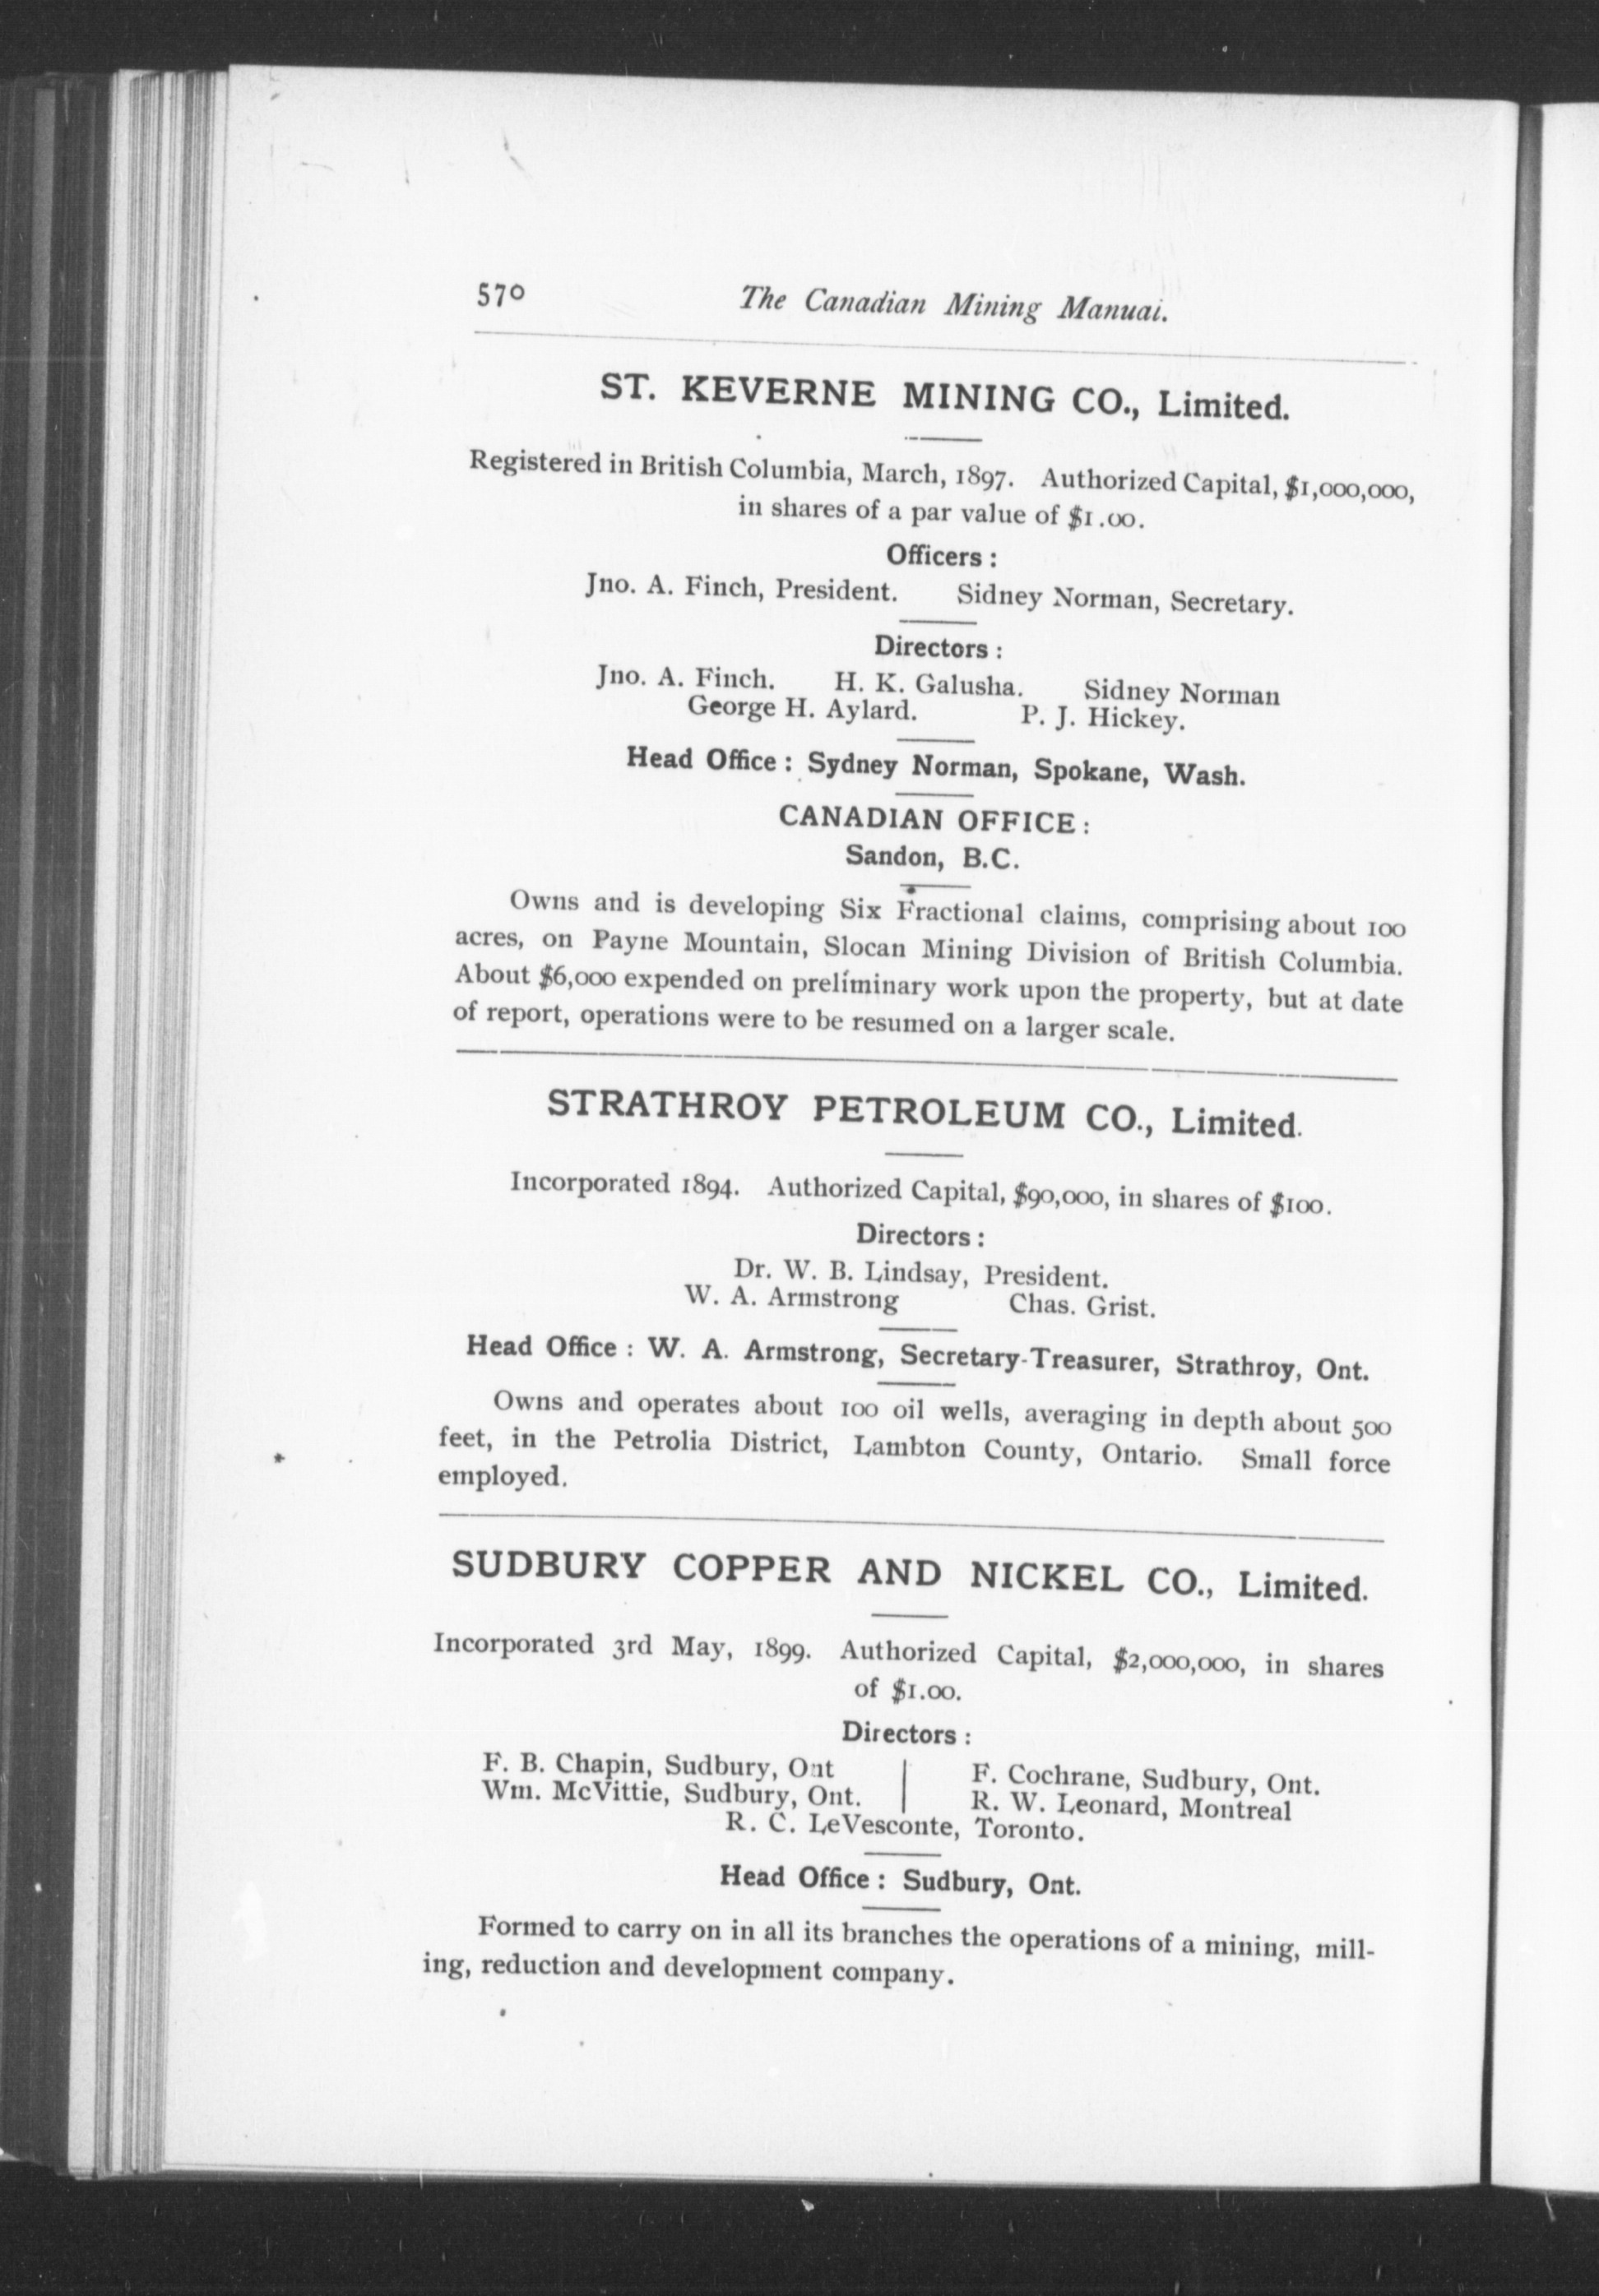 570 The Canadian Mining Manual.
ST. KEVERNE MINING CO., Limited.
Registered in British Columbia, March, 1897. Authorized Capital, $1,000,000,
in shares of a par value of $1.00.
Officers :
Jno. A. Finch, President. Sidney Norman, Secretary.
Directors :
Jno. A. Finch. H. K. Galusha. Sidney Norman
George H. Aylard. P. J. Hickey.
Head Office : Sydney Norman, Spokane, Wash.
CANADIAN OFFICE :
Sandon, B.C.
Owns and is developing Six Fractional claims, comprising about 100
acres, on Payne Mountain, Slocan Mining Division of British Columbia.
About $6,000 expended on preliminary work upon the property, but at date
of report, operations were to be resumed on a larger scale.
STRATHROY PETROLEUM CO., Limited.
Incorporated 1894. Authorized Capital, $90,000, in shares of $100.
Directors :
Dr. W. B. Lindsay, President.
W. A. Armstrong Chas. Grist.
Head Office : W. A. Armstrong, Secretary-Treasurer, Strathroy, Ont.
Owns and operates about 100 oil wells, averaging in depth about 500
feet, in the Petrolia District, Lambton County, Ontario. Small force
employed.
SUDBURY COPPER AND NICKEL CO., Limited.
Incorporated 3rd May, 1899. Authorized Capital, $2,000,000, in shares
of $1.00.
Directors :
F. B. Chapin, Sudbury, Ont F. Cochrane, Sudbury, Ont.
Wm. McVittie, Sudbury, Ont. R. W. Leonard, Montreal
R. C. LeVesconte, Toronto.
Head Office : Sudbury, Ont.
Formed to carry on in all its branches the operations of a mining, mill-
ing, reduction and development company.